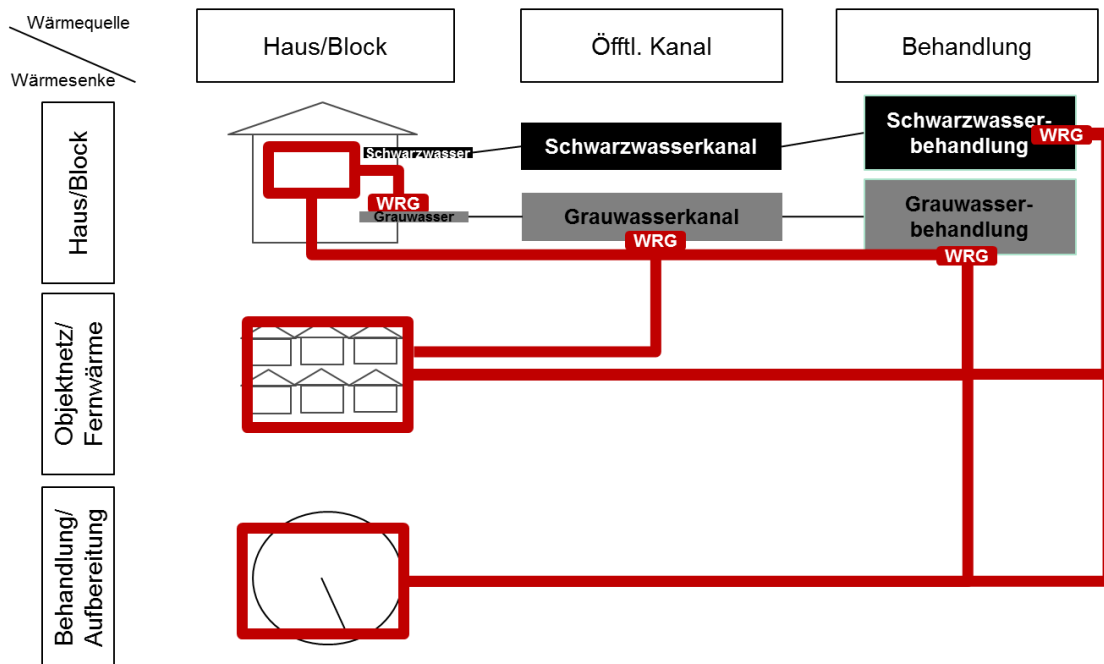 Wärmequelle
Wärmesenke
Haus/Block
Öfftl. Kanal
Behandlung
Haus/Block
Schwarzwasser
Schwarzwasserkanal
Schwarzwasser-
behandlung
WRG
WRG
Grauwasser
Grauwasserkanal
WRG
Grauwasser-
behandlung
WRG
Objektnetz/
Fernwärme
Behandlung/
Aufbereitung